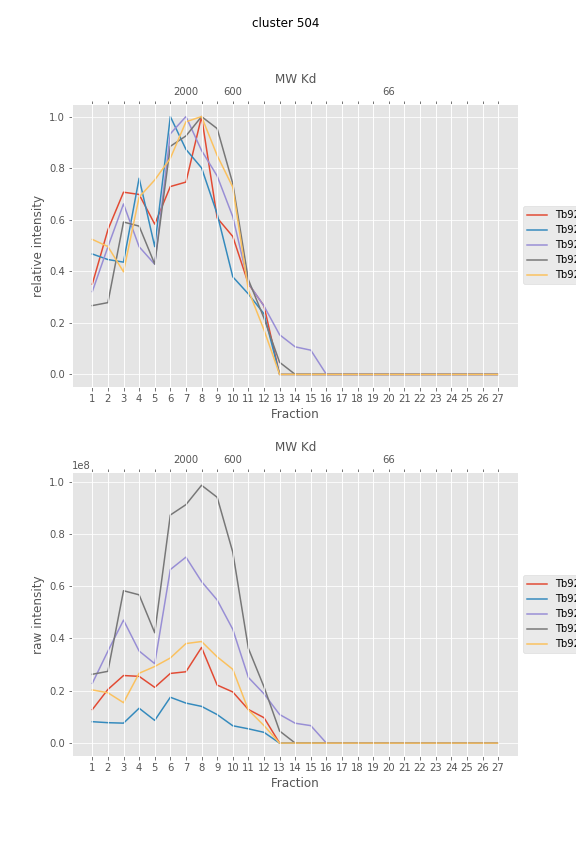 cluster 504
MW Kd
2000 600 66
1.0
0.8
0.6
0.4
0.2
0.0
relative intensity
1 2 3 4 5 6 7 8 9 10 11 12 13 14 15 16 17 18 19 20 21 22 23 24 25 26 27
Fraction
Tb92
Tb92
Tb92
Tb92
Tb92
MW Kd
2000 600 66
1e8
1.0
0.8
0.6
0.4
0.2
0.0
raw intensity
1 2 3 4 5 6 7 8 9 10 11 12 13 14 15 16 17 18 19 20 21 22 23 24 25 26 27
Fraction
Tb92
Tb92
Tb92
Tb92
Tb92